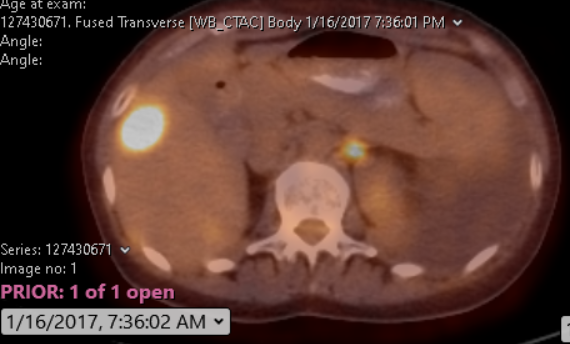 Age at exam:
127430671. Fused Transverse [WB_CTAC] Body 1/16/2017 7:36:01 PM
Angle:
Angle:
Series: 127430671
Image no: 1
PRIOR: 1 of 1 open
1/16/2017, 7:36:02 AM